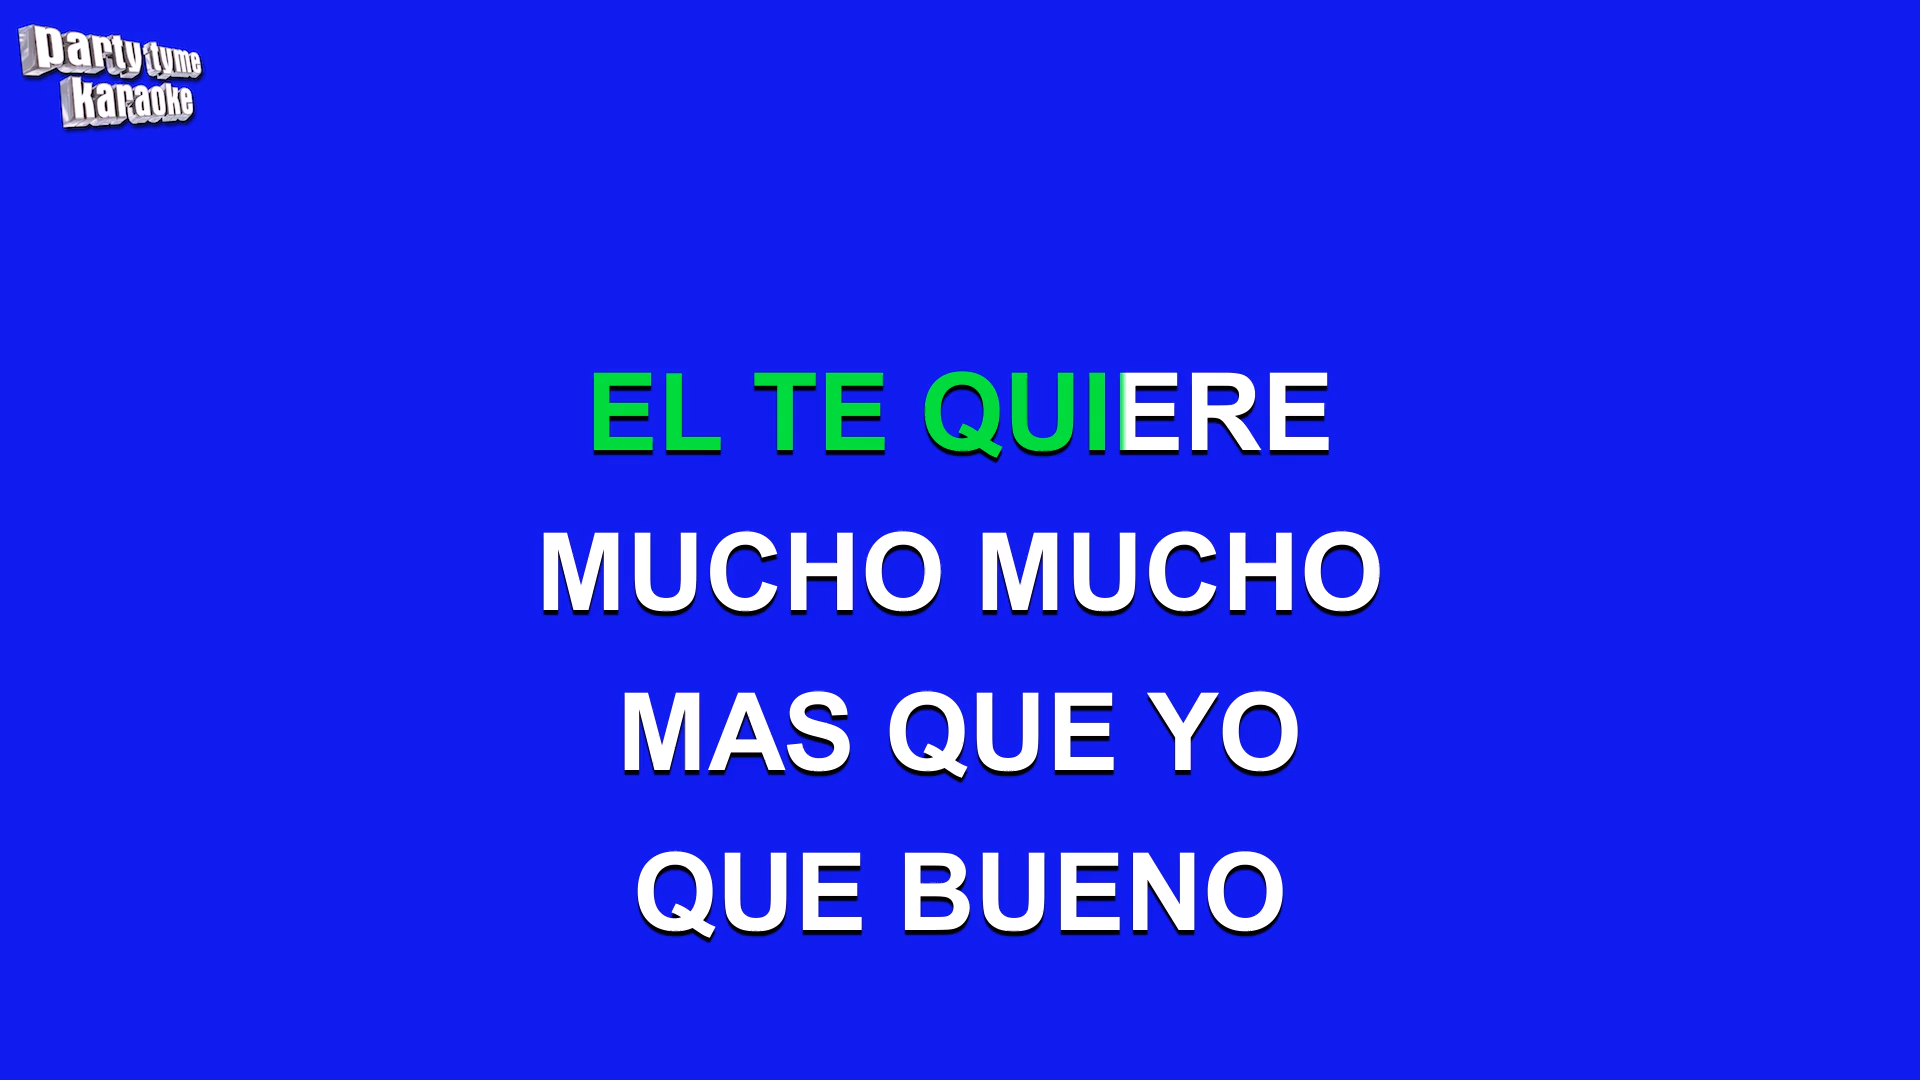 party tyme
karaoke
EL TE QUIERE
MUCHO MUCHO
MAS QUE YO
QUE BUENO